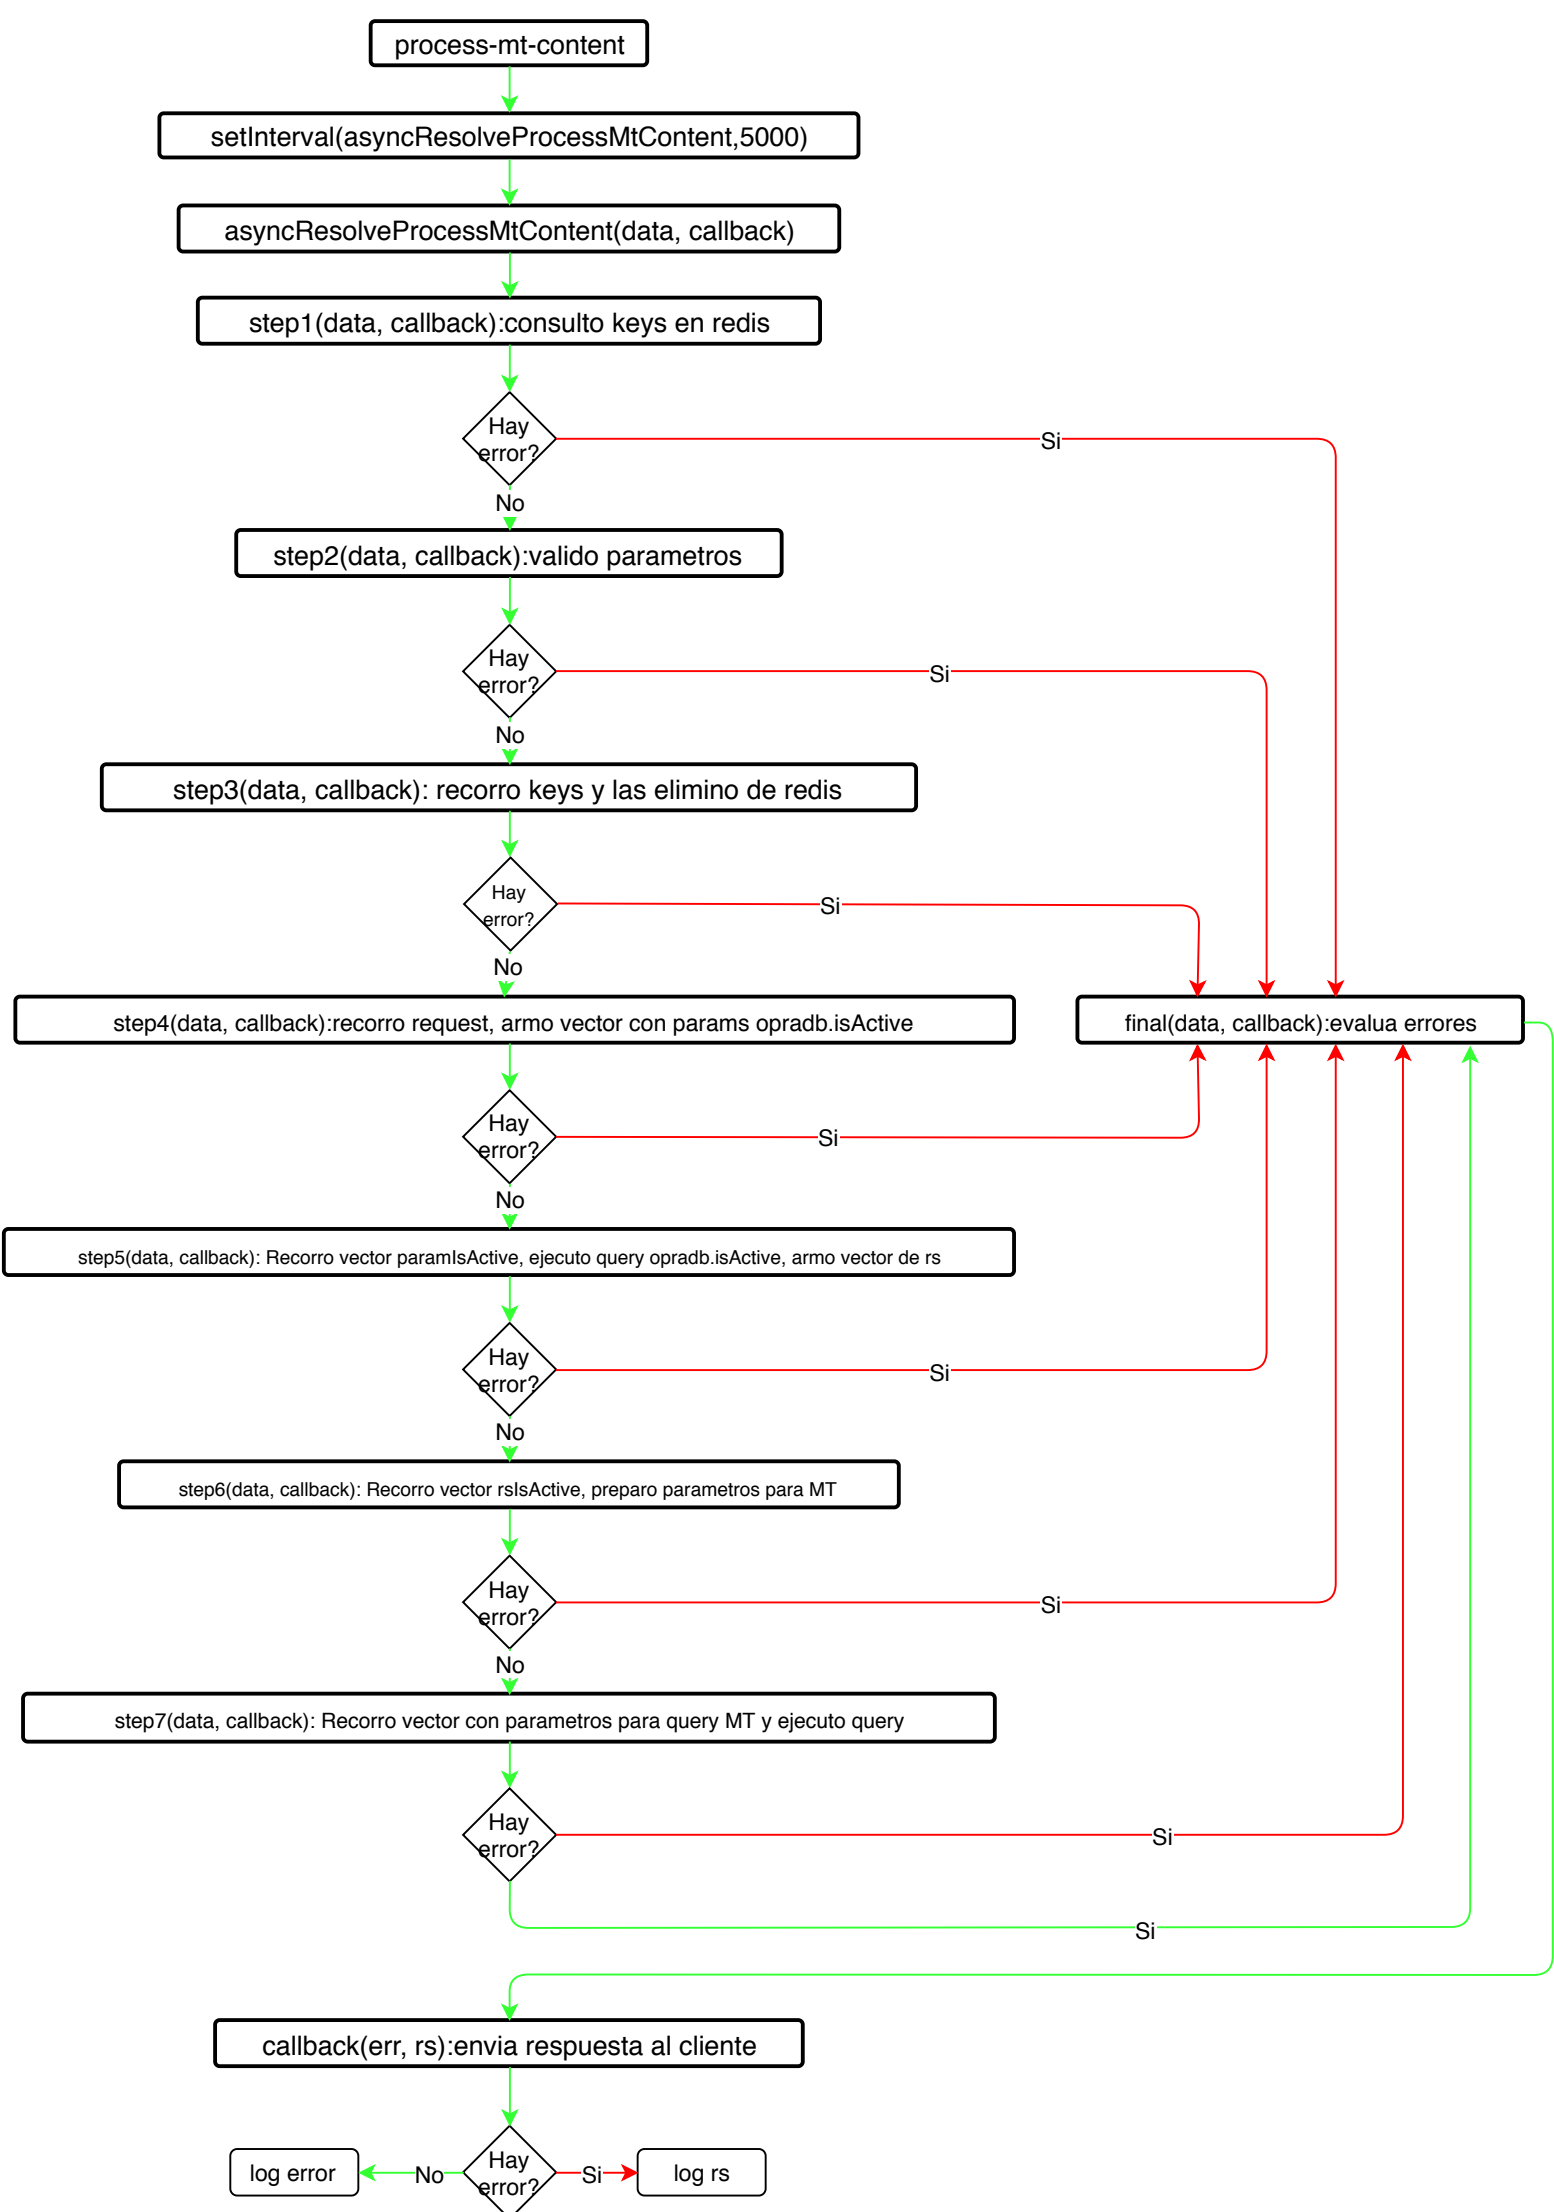 process-mt-content
setInterval(asyncResolveProcessMtContent,5000)
asyncResolveProcessMtContent(data, callback)
step1(data, callback):consulto keys en redis
Hay
error?
Si
No
step2(data, callback):valido parametros
Hay
error?
Si
No
step3(data, callback): recorro keys y las elimino de redis
Hay
error?
Si
No
step4(data, callback):recorro request, armo vector con params opradb.isActive
final(data, callback):evalua errores
Hay
error?
Si
No
step5(data, callback): Recorro vector paramIsActive, ejecuto query opradb.isActive, armo vector de rs
Hay
error?
Si
No
step6(data, callback): Recorro vector rsIsActive, preparo parametros para MT
Hay
error?
Si
No
step7(data, callback): Recorro vector con parametros para query MT y ejecuto query
Hay
error?
Si
Si
callback(err, rs):envia respuesta al cliente
log error
No
Hay
error?
Si
log rs